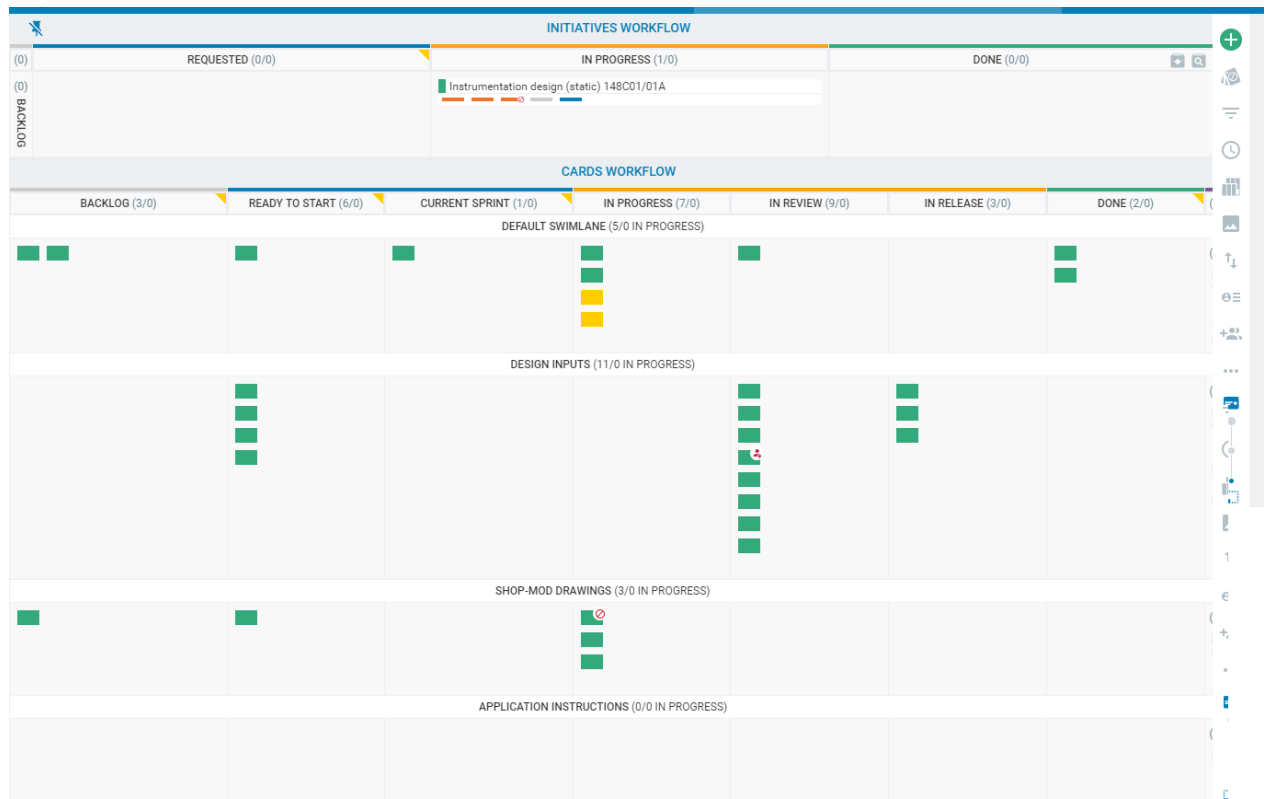 INITIATIVES WORKFLOW
(0) REQUESTED (0/0) IN PROGRESS (1/0) DONE (0/0)
(0) BACKLOG
Instrumentation design (static) 148C01/01A
CARDS WORKFLOW
BACKLOG (3/0) READY TO START (6/0) CURRENT SPRINT (1/0) IN PROGRESS (7/0) IN REVIEW (9/0) IN RELEASE (3/0) DONE (2/0)
DEFAULT SWIMLANE (5/0 IN PROGRESS)
DESIGN INPUTS (11/0 IN PROGRESS)
SHOP-MOD DRAWINGS (3/0 IN PROGRESS)
APPLICATION INSTRUCTIONS (0/0 IN PROGRESS)